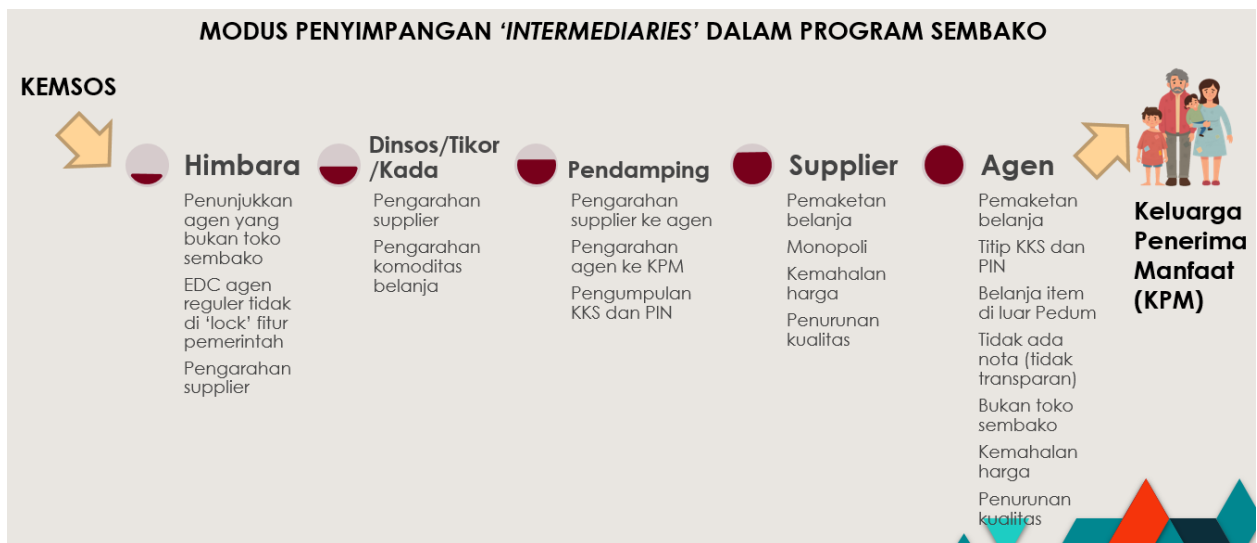 MODUS PENYIMPANGAN ‘INTERMEDIARIES’ DALAM PROGRAM SEMBAKO
KEMSOS
Himbara
Penunjukkan
agen yang
bukan toko
sembako
EDC agen
reguler tidak
di ‘lock’ fitur
pemerintah
Pengarahan
supplier
Dinsos/Tikor
/Kada
Pengarahan
supplier
Pengarahan
komoditas
belanja
Pendamping
Pengarahan
supplier ke agen
Pengarahan
agen ke KPM
Pengumpulan
KKS dan PIN
Supplier
Pemaketan
belanja
Monopoli
Kemahalan
harga
Penurunan
kualitas
Agen
Pemaketan
belanja
Titip KKS dan
PIN
Belanja item
di luar Pedum
Tidak ada
nota (tidak
transparan)
Bukan toko
sembako
Kemahalan
harga
Penurunan
kualitas
Keluarga
Penerima
Manfaat
(KPM)